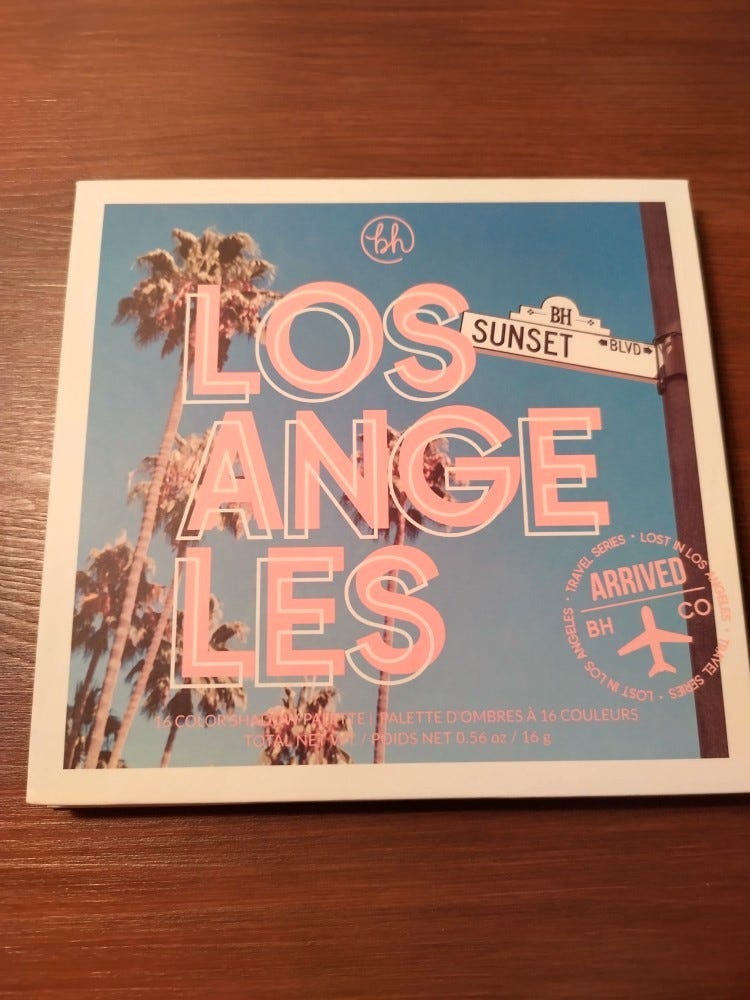 bh
LOS
BH
SUNSET BLVD
ANGE
LES
TRAVEL SERIES • LOST IN LOS ANGELES • TRAVEL SERIES • LOST IN LOS ANGELES •
ARRIVED
BH CO
16 COLOR SHADOW PALETTE | PALETTE D'OMBRES À 16 COULEURS
TOTAL NET WT / POIDS NET 0.56 oz / 16 g